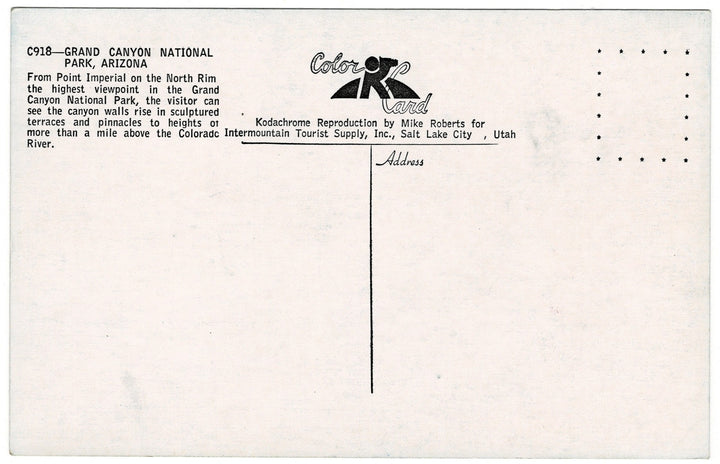 C918—GRAND CANYON NATIONAL
PARK, ARIZONA
From Point Imperial on the North Rim
the highest viewpoint in the Grand
Canyon National Park, the visitor can
see the canyon walls rise in sculptured
terraces and pinnacles to heights of
more than a mile above the Colorado
River.
Color Card
Kodachrome Reproduction by Mike Roberts for
Intermountain Tourist Supply, Inc., Salt Lake City , Utah
Address